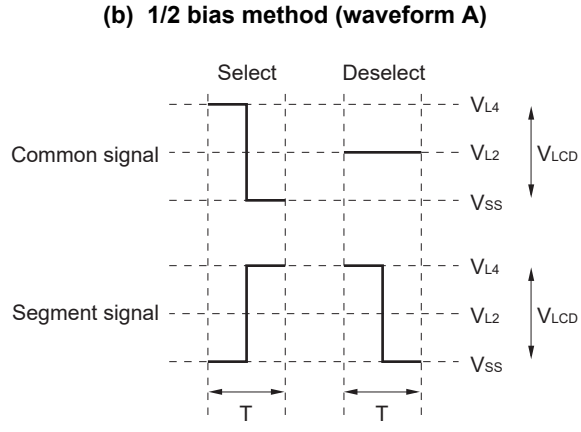 (b) 1/2 bias method (waveform A)
Select Deselect
VL4
Common signal VL2 VLCD
VSS
VL4
Segment signal VL2 VLCD
VSS
T T